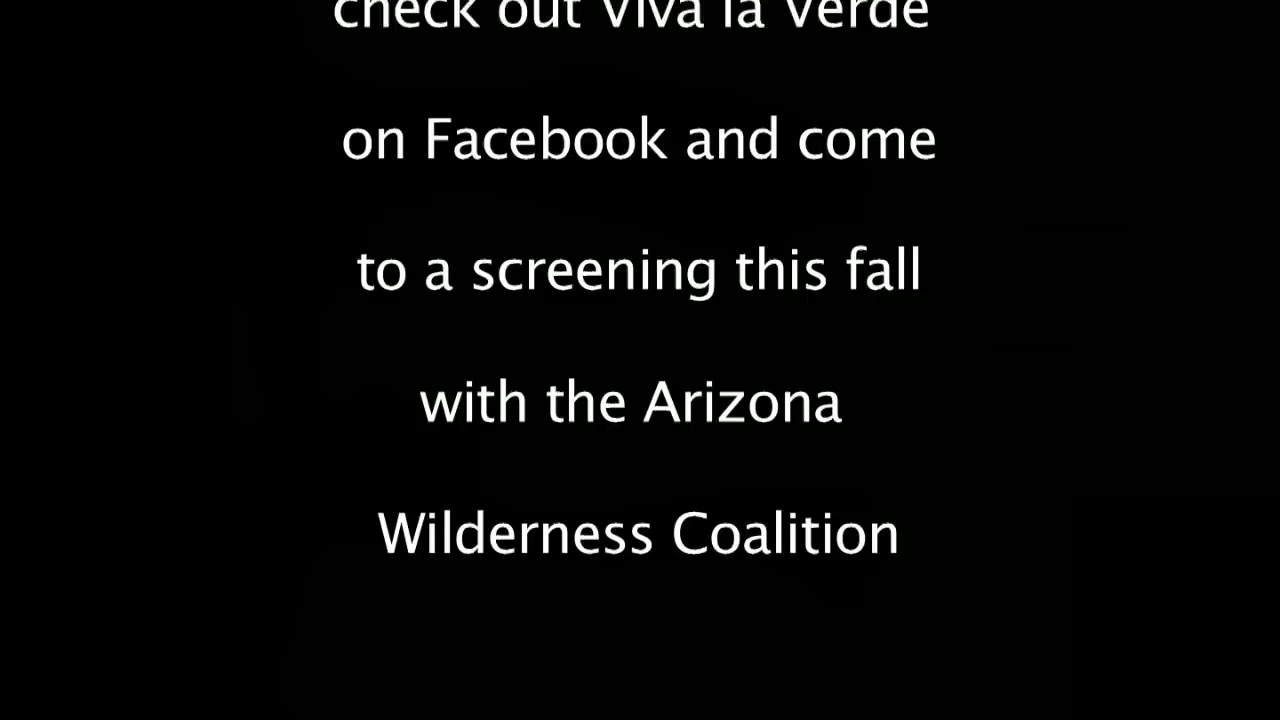 check out Viva la Verde
on Facebook and come
to a screening this fall
with the Arizona
Wilderness Coalition